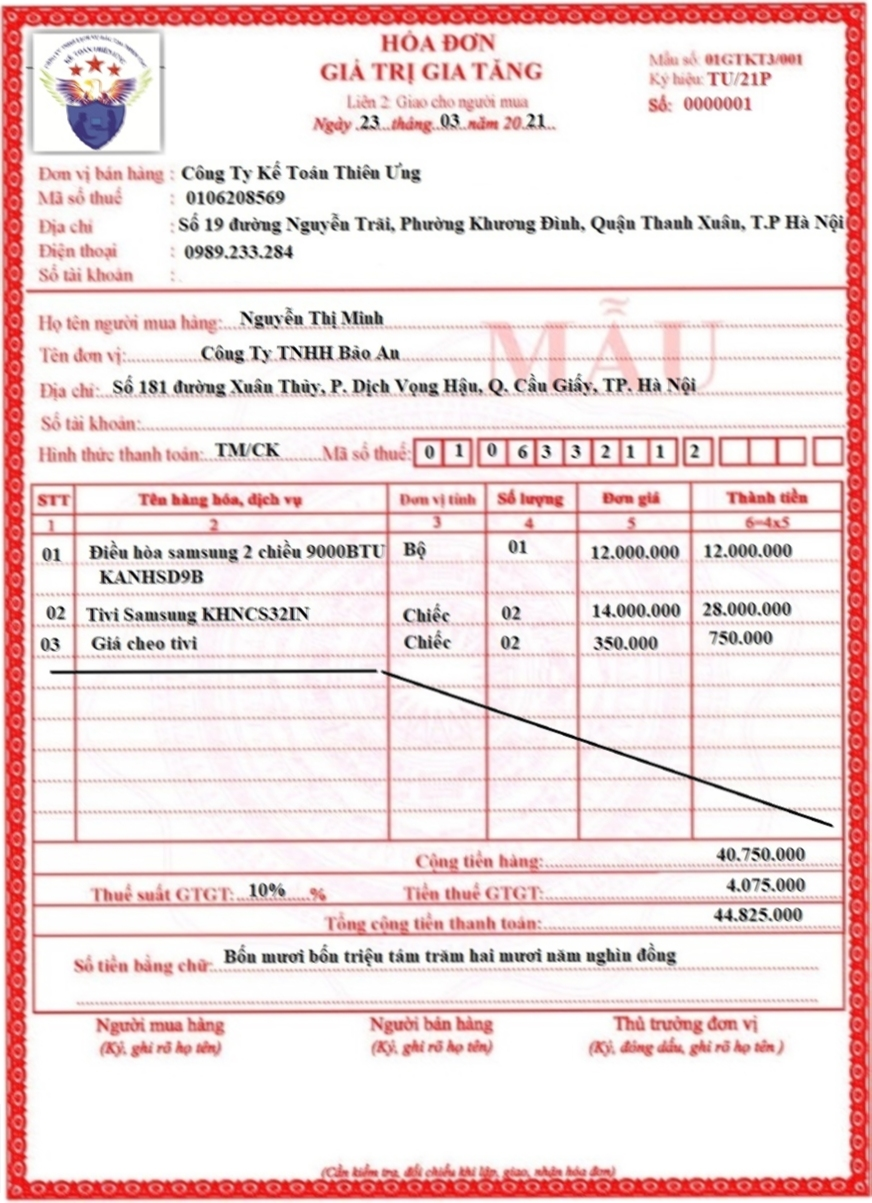 HÓA ĐƠN
GIÁ TRỊ GIA TĂNG
Liên 2: Giao cho người mua
Ngày 23 tháng 03 năm 2021
Mẫu số: 01GTKT3/001
Ký hiệu: TU/21P
Số: 0000001
KẾ TOÁN THIÊN ƯNG
Đơn vị bán hàng : Công Ty Kế Toán Thiên Ưng
Mã số thuế : 0106208569
Địa chỉ : Số 19 đường Nguyễn Trãi, Phường Khương Đình, Quận Thanh Xuân, T.P Hà Nội
Điện thoại : 0989.233.284
Số tài khoản :
MẪU
Họ tên người mua hàng: Nguyễn Thị Minh
Tên đơn vị: Công Ty TNHH Bảo An
Địa chỉ: Số 181 đường Xuân Thủy, P. Dịch Vọng Hậu, Q. Cầu Giấy, TP. Hà Nội
Số tài khoản:
Hình thức thanh toán: TM/CK Mã số thuế: 0 1 0 6 3 3 2 1 1 2
STT Tên hàng hóa, dịch vụ Đơn vị tính Số lượng Đơn giá Thành tiền
1 2 3 4 5 6=4x5
01 Điều hòa samsung 2 chiều 9000BTU Bộ 01 12.000.000 12.000.000
KANHSD9B
02 Tivi Samsung KHNCS32IN Chiếc 02 14.000.000 28.000.000
03 Giá cheo tivi Chiếc 02 350.000 750.000
Cộng tiền hàng: 40.750.000
Thuế suất GTGT: 10% % Tiền thuế GTGT: 4.075.000
Tổng cộng tiền thanh toán: 44.825.000
Số tiền bằng chữ: Bốn mươi bốn triệu tám trăm hai mươi năm nghìn đồng
Người mua hàng Người bán hàng Thủ trưởng đơn vị
(Ký, ghi rõ họ tên) (Ký, ghi rõ họ tên) (Ký, đóng dấu, ghi rõ họ tên )
(Cần kiểm tra, đối chiếu khi lập, giao, nhận hóa đơn)